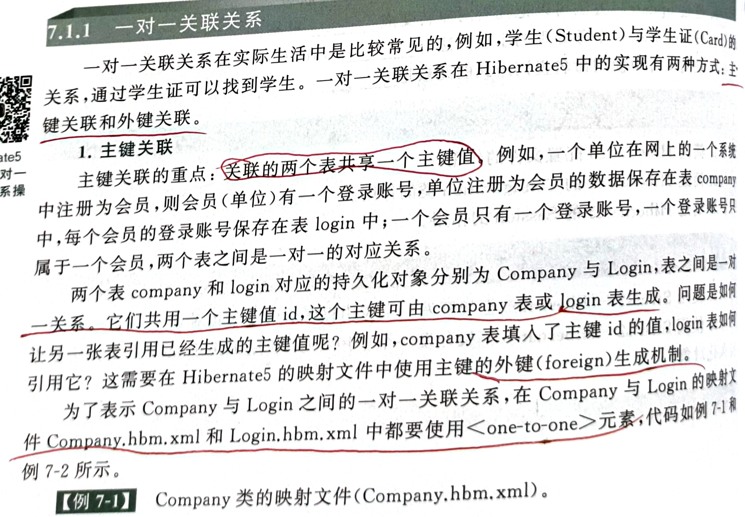 7.1.1 一对一关联关系
一对一关联关系在实际生活中是比较常见的,例如,学生(Student)与学生证(Card)的
关系,通过学生证可以找到学生。一对一关联关系在 Hibernate5 中的实现有两种方式:主
键关联和外键关联。
ate5
对一
系操
1. 主键关联
主键关联的重点:关联的两个表共享一个主键值。例如,一个单位在网上的一个系统
中注册为会员,则会员(单位)有一个登录账号,单位注册为会员的数据保存在表 company
中,每个会员的登录账号保存在表 login 中;一个会员只有一个登录账号,一个登录账号只
属于一个会员,两个表之间是一对一的对应关系。
两个表 company 和 login 对应的持久化对象分别为 Company 与 Login,表之间是一对
一关系。它们共用一个主键值 id,这个主键可由 company 表或 login 表生成。问题是如何
让另一张表引用已经生成的主键值呢？例如,company 表填入了主键 id 的值,login 表如何
引用它？这需要在 Hibernate5 的映射文件中使用主键的外键(foreign)生成机制。
为了表示 Company 与 Login 之间的一对一关联关系,在 Company 与 Login 的映射文
件 Company.hbm.xml 和 Login.hbm.xml 中都要使用<one-to-one>元素,代码如例 7-1 和
例 7-2 所示。
【例 7-1】 Company 类的映射文件(Company.hbm.xml)。